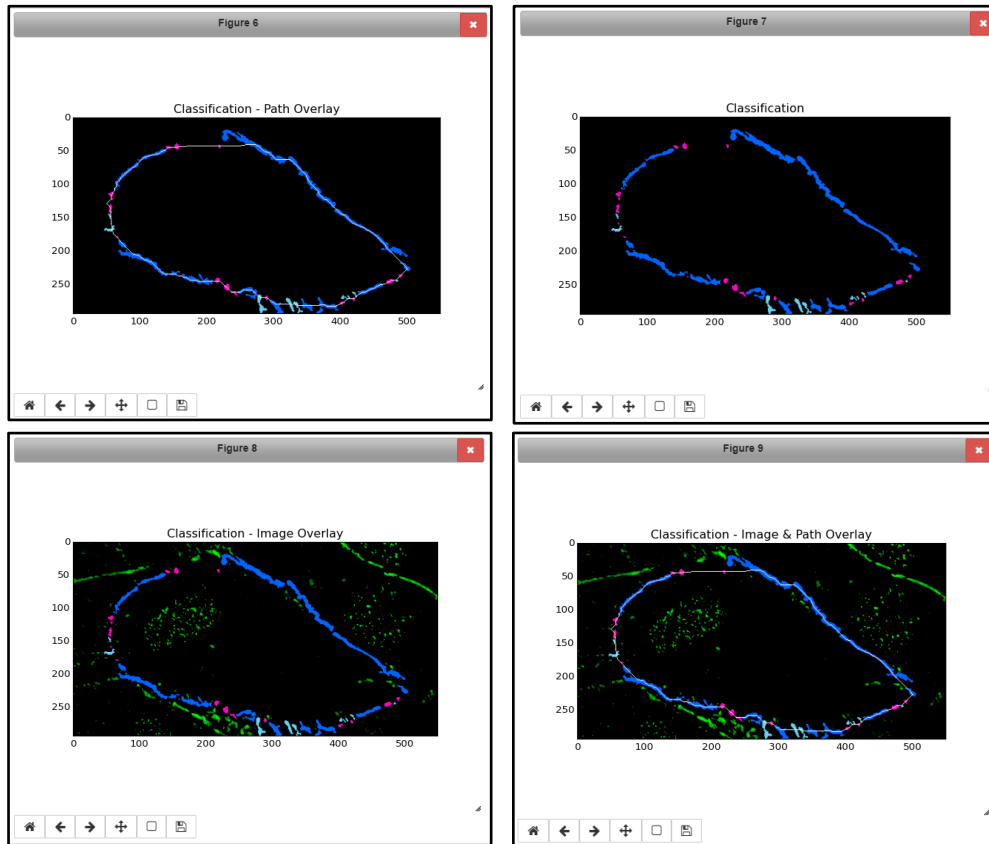 Figure 6
Classification - Path Overlay
0
50
100
150
200
250
0 100 200 300 400 500
Figure 7
Classification
0
50
100
150
200
250
0 100 200 300 400 500
Figure 8
Classification - Image Overlay
0
50
100
150
200
250
0 100 200 300 400 500
Figure 9
Classification - Image & Path Overlay
0
50
100
150
200
250
0 100 200 300 400 500